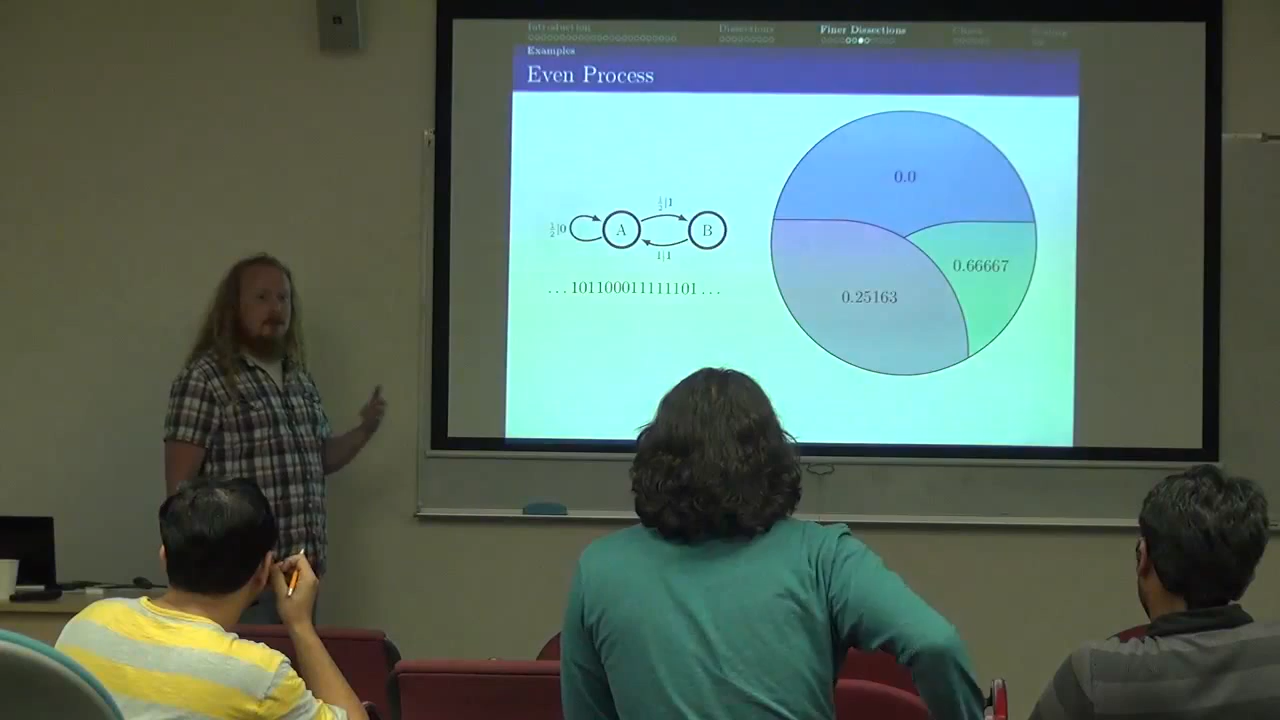 Introduction Dissections Finer Dissections Chaos
Examples
Even Process
0.0
½|1
½|0 A B
1|1
0.66667
0.25163
...101100011111101...